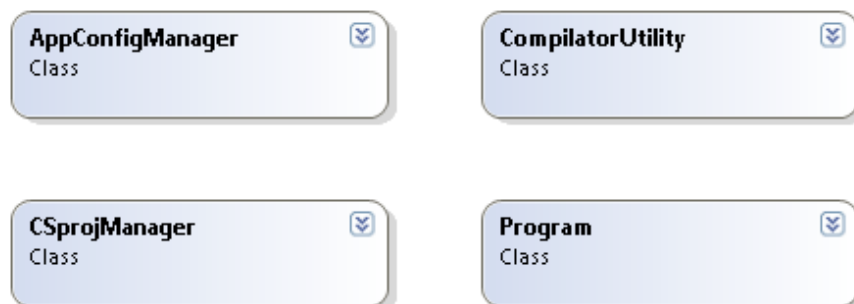 AppConfigManager
Class
CompilatorUtility
Class
CSprojManager
Class
Program
Class